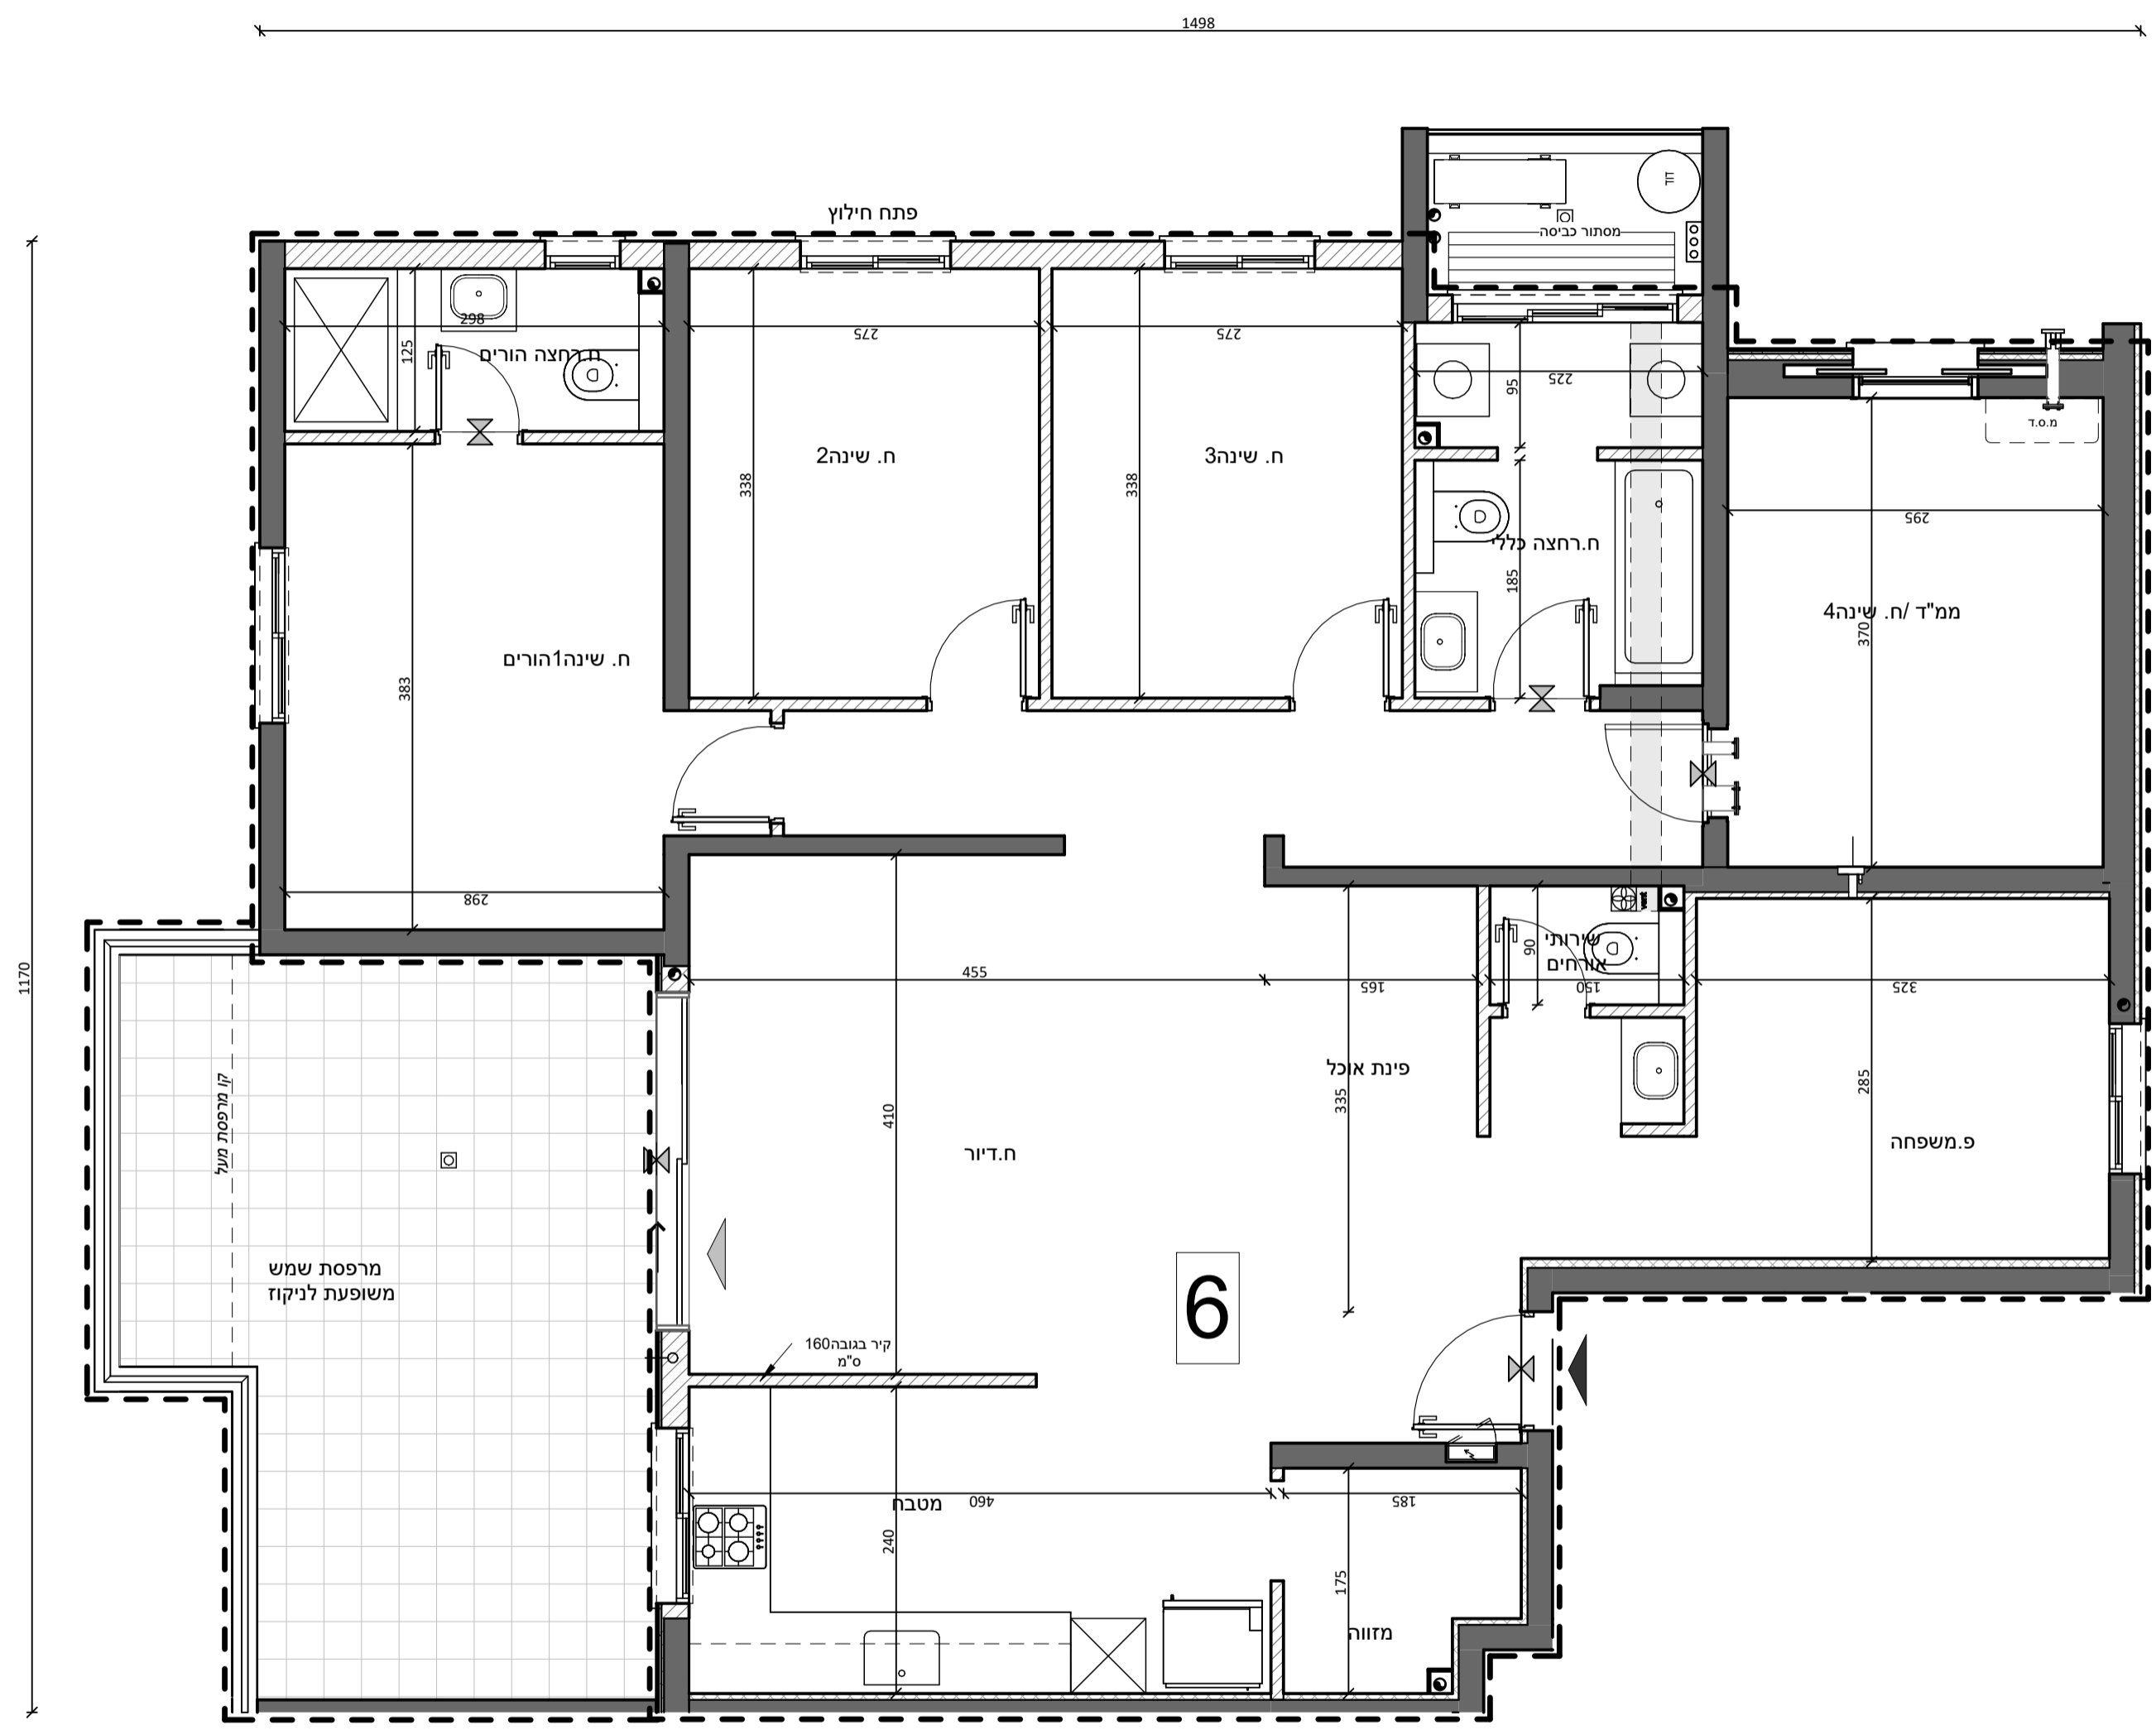 1498
פתח חילוץ
דוד
מסתור כביסה
298
125
ח.רחצה הורים
275
275
225
95
מ.ס.ד
338
ח. שינה2
338
ח. שינה3
185
ח.רחצה כללי
295
ממ"ד /ח. שינה4
370
ח. שינה1הורים
383
298
1170
vent
שירותי
אורחים
90
455
165
150
325
קו מרפסת מעל
410
פינת אוכל
335
285
ח.דיור
פ.משפחה
מרפסת שמש
משופעת לניקוז
6
קיר בגובה160
ס"מ
מטבח
460
185
240
175
מזווה